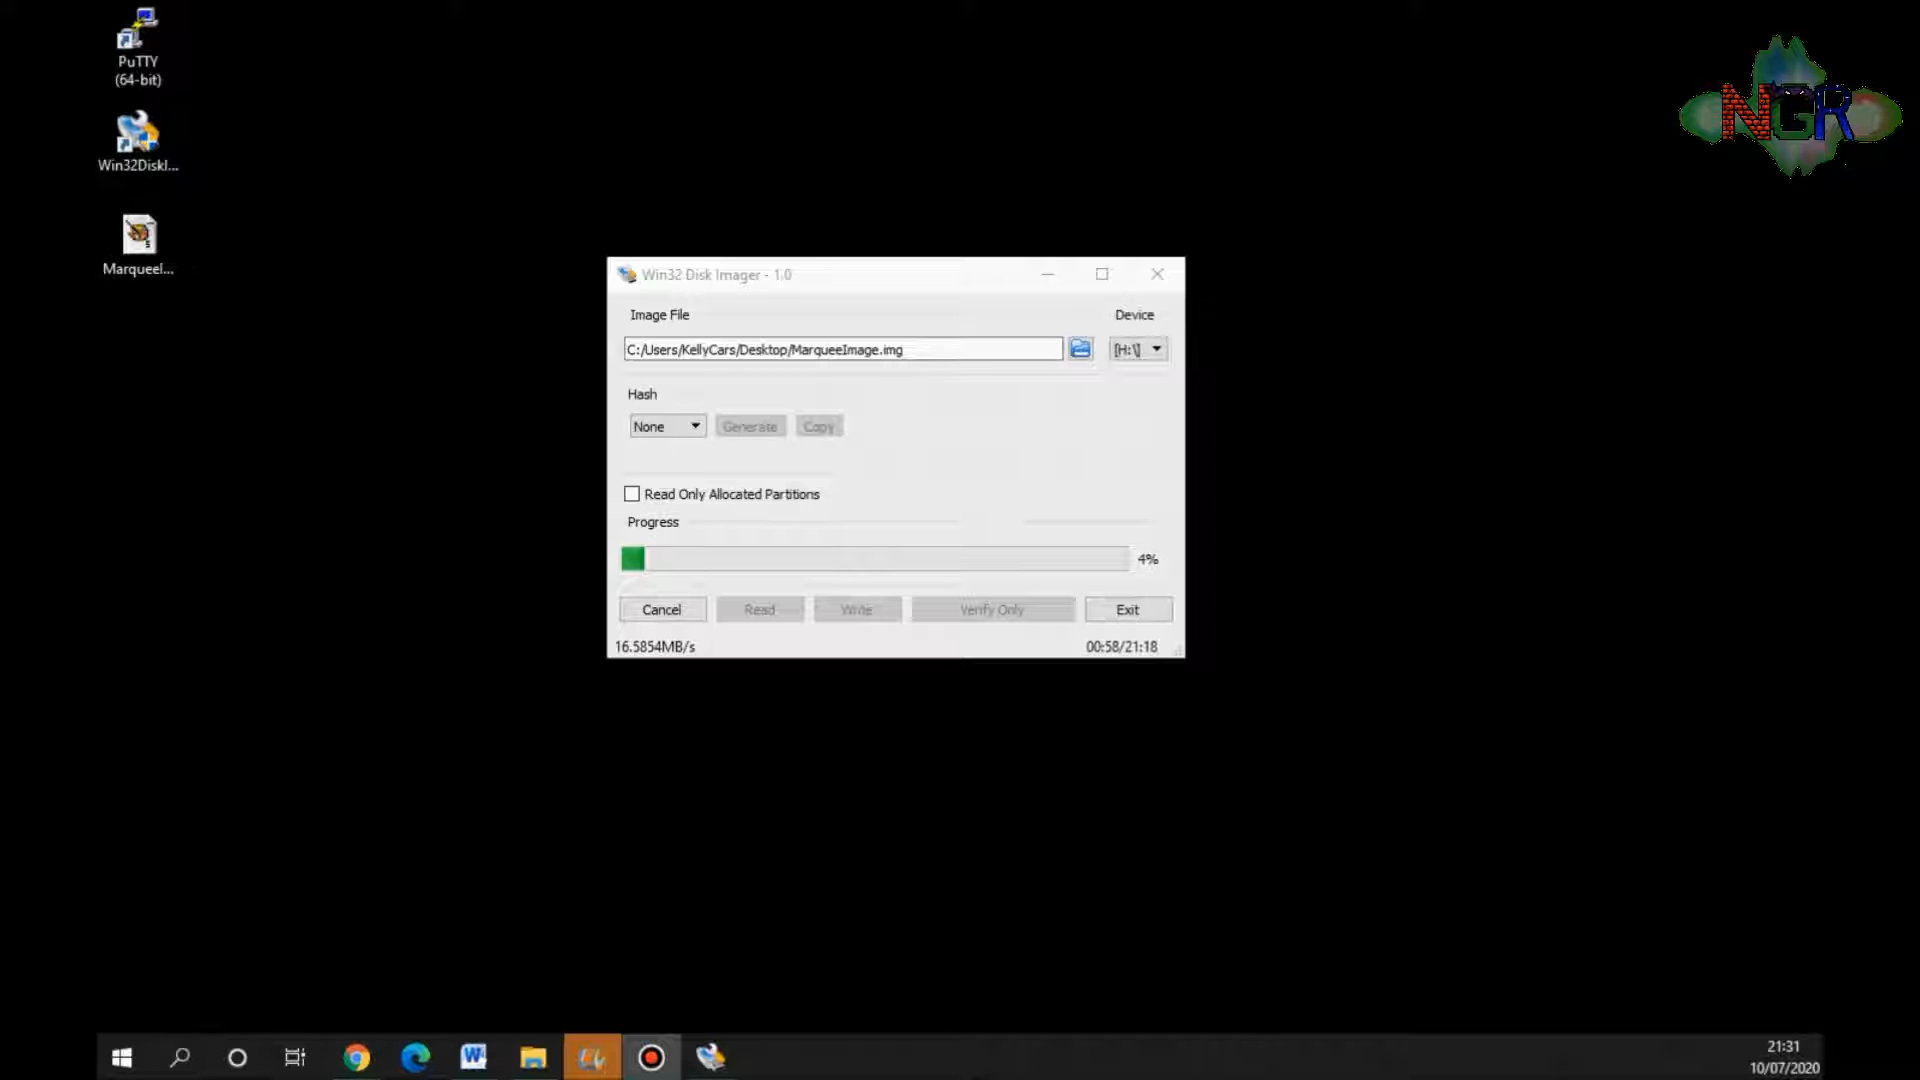 PuTTY
(64-bit)
Win32DiskI...
MarqueeI...
NGR
Win32 Disk Imager - 1.0
Image File
Device
C:/Users/KellyCars/Desktop/MarqueeImage.img
[H:\]
Hash
None
Generate
Copy
Read Only Allocated Partitions
Progress
4%
Cancel
Read
Write
Verify Only
Exit
16.5854MB/s
00:58/21:18
21:31
10/07/2020